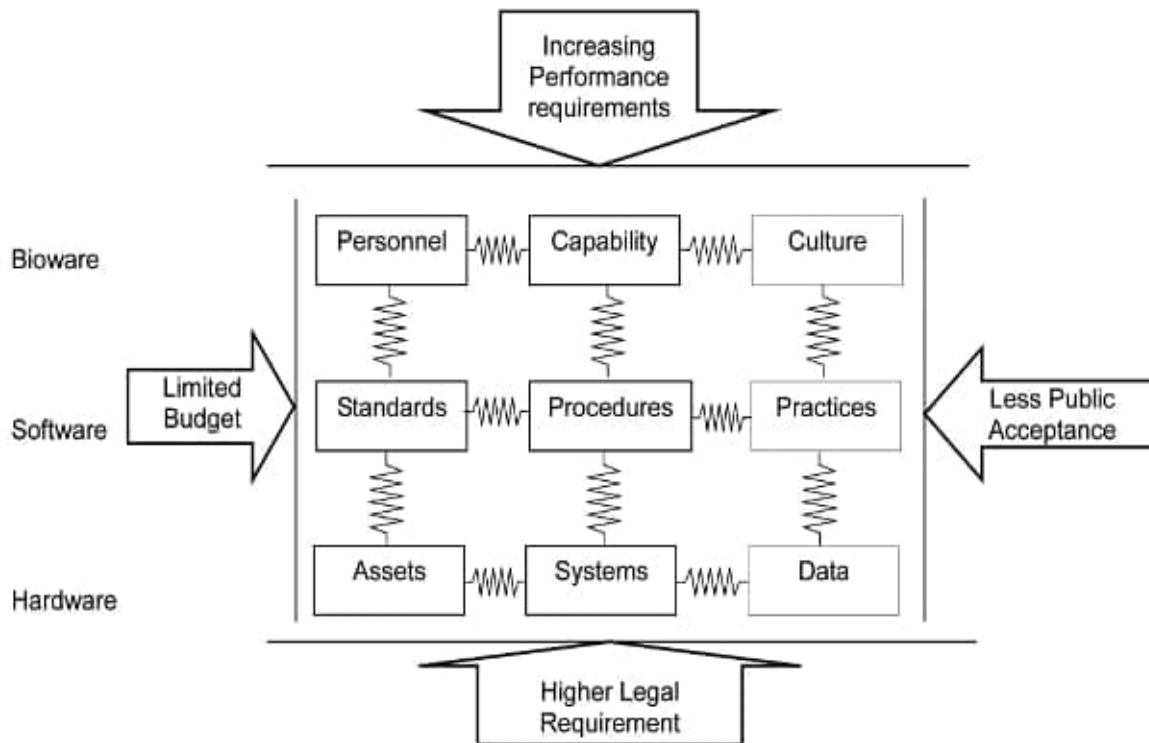 Increasing
Performance
requirements
Bioware
Personnel
Capability
Culture
Limited
Budget
Software
Standards
Procedures
Practices
Less Public
Acceptance
Hardware
Assets
Systems
Data
Higher Legal
Requirement